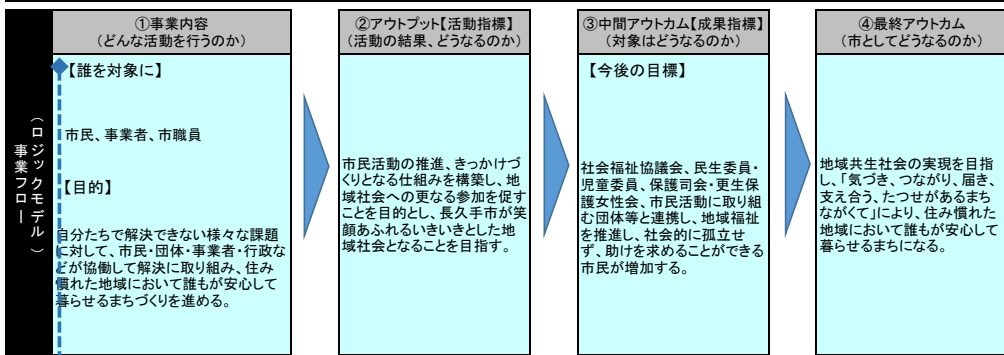 事業フロー
（ロジックモデル）
①事業内容
（どんな活動を行うのか）
【誰を対象に】
市民、事業者、市職員
【目的】
自分たちで解決できない様々な課題
に対して、市民・団体・事業者・行政な
どが協働して解決に取り組み、住み
慣れた地域において誰もが安心して
暮らせるまちづくりを進める。
②アウトプット【活動指標】
（活動の結果、どうなるのか）
市民活動の推進、きっかけづ
くりとなる仕組みを構築し、地
域社会への更なる参加を促す
ことを目的とし、長久手市が笑
顔あふれるいきいきとした地
域社会となることを目指す。
③中間アウトカム【成果指標】
（対象はどうなるのか）
【今後の目標】
社会福祉協議会、民生委員・
児童委員、保護司会・更生保
護女性会、市民活動に取り組
む団体等と連携し、地域福祉
を推進し、社会的に孤立せ
ず、助けを求めることができる
市民が増加する。
④最終アウトカム
（市としてどうなるのか）
地域共生社会の実現を目指
し、「気づき、つながり、届き、
支え合う、たつせがあるまち
ながくて」により、住み慣れた
地域において誰もが安心して
暮らせるまちになる。